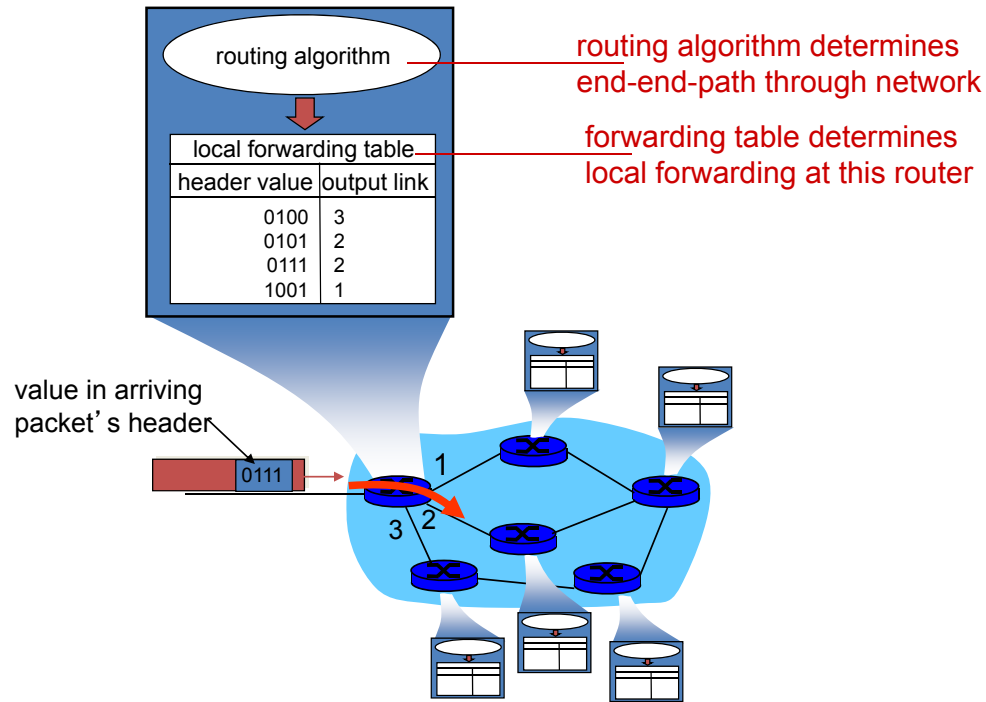 routing algorithm
routing algorithm determines
end-end-path through network
local forwarding table
header value output link
0100 3
0101 2
0111 2
1001 1
forwarding table determines
local forwarding at this router
value in arriving
packet’s header
0111
1
2
3